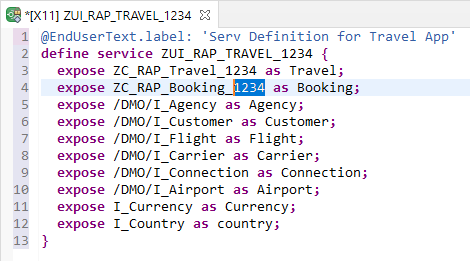 *[X11] ZUI_RAP_TRAVEL_1234
1 @EndUserText.label: 'Serv Definition for Travel App'
2 define service ZUI_RAP_TRAVEL_1234 {
3 expose ZC_RAP_Travel_1234 as Travel;
4 expose ZC_RAP_Booking_1234 as Booking;
5 expose /DMO/I_Agency as Agency;
6 expose /DMO/I_Customer as Customer;
7 expose /DMO/I_Flight as Flight;
8 expose /DMO/I_Carrier as Carrier;
9 expose /DMO/I_Connection as Connection;
10 expose /DMO/I_Airport as Airport;
11 expose I_Currency as Currency;
12 expose I_Country as country;
13 }